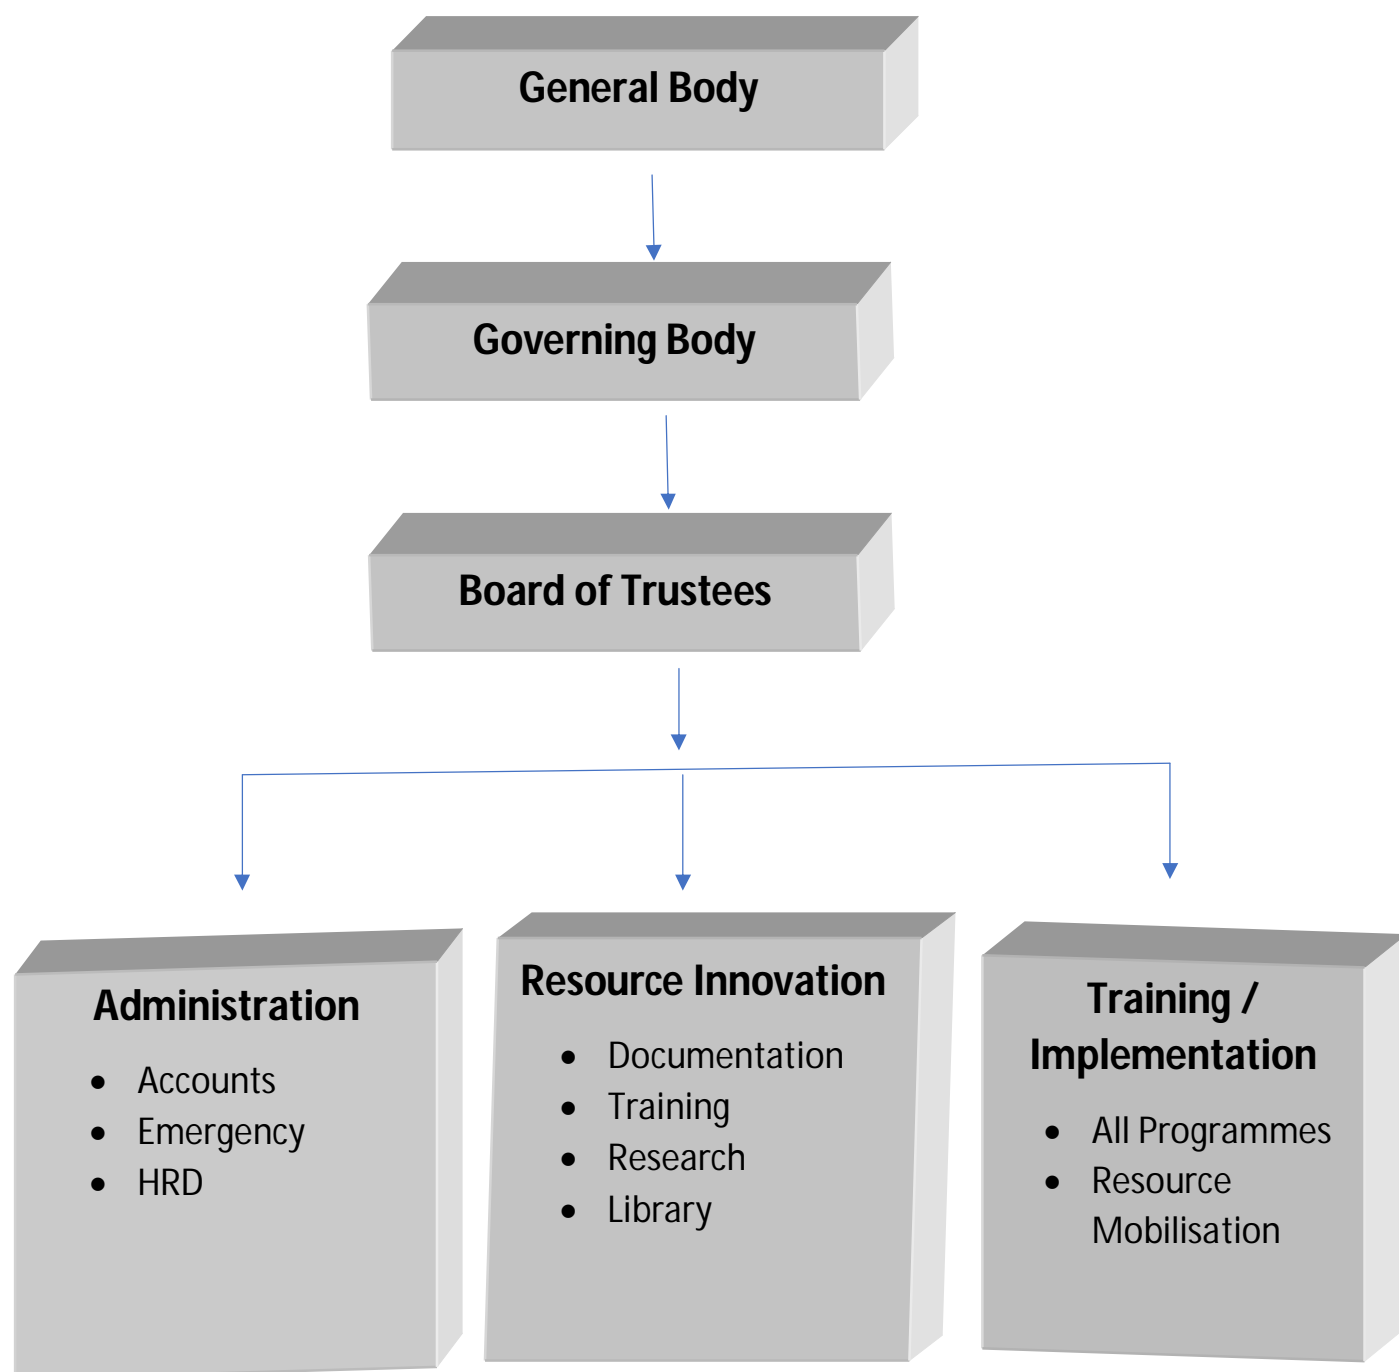 General Body
Governing Body
Board of Trustees
Administration
• Accounts
• Emergency
• HRD
Resource Innovation
• Documentation
• Training
• Research
• Library
Training /
Implementation
• All Programmes
• Resource
Mobilisation